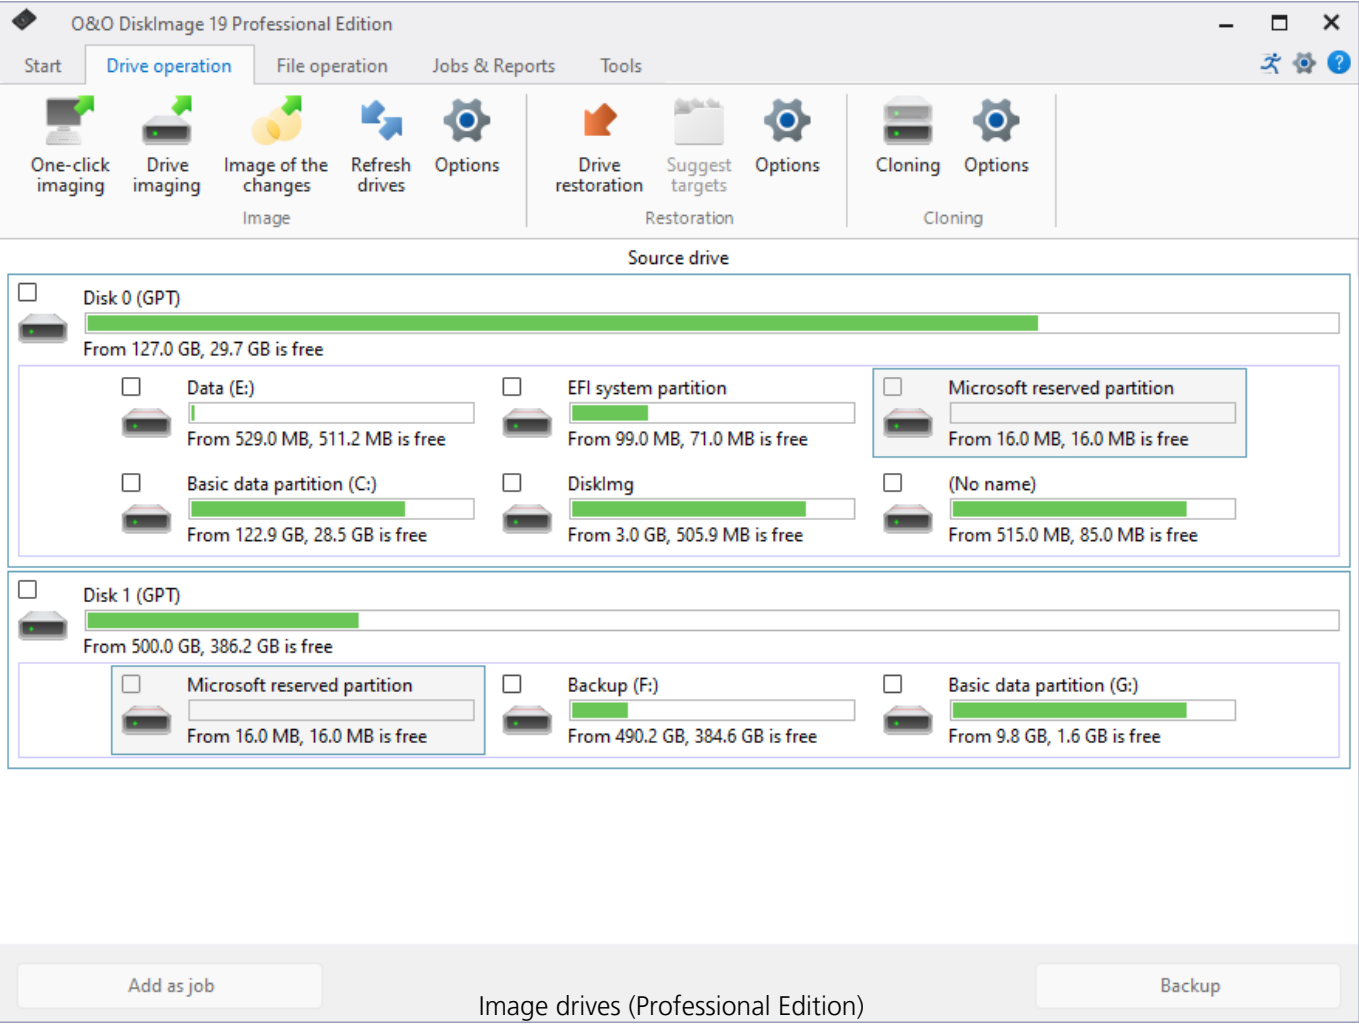 O&O DiskImage 19 Professional Edition
Start Drive operation File operation Jobs & Reports Tools
One-click imaging
Drive imaging
Image of the changes
Refresh drives
Options
Drive restoration
Suggest targets
Options
Cloning
Options
Image
Restoration
Cloning
Source drive
Disk 0 (GPT)
From 127.0 GB, 29.7 GB is free
Data (E:)
From 529.0 MB, 511.2 MB is free
EFI system partition
From 99.0 MB, 71.0 MB is free
Microsoft reserved partition
From 16.0 MB, 16.0 MB is free
Basic data partition (C:)
From 122.9 GB, 28.5 GB is free
DiskImg
From 3.0 GB, 505.9 MB is free
(No name)
From 515.0 MB, 85.0 MB is free
Disk 1 (GPT)
From 500.0 GB, 386.2 GB is free
Microsoft reserved partition
From 16.0 MB, 16.0 MB is free
Backup (F:)
From 490.2 GB, 384.6 GB is free
Basic data partition (G:)
From 9.8 GB, 1.6 GB is free
Add as job
Backup
Image drives (Professional Edition)